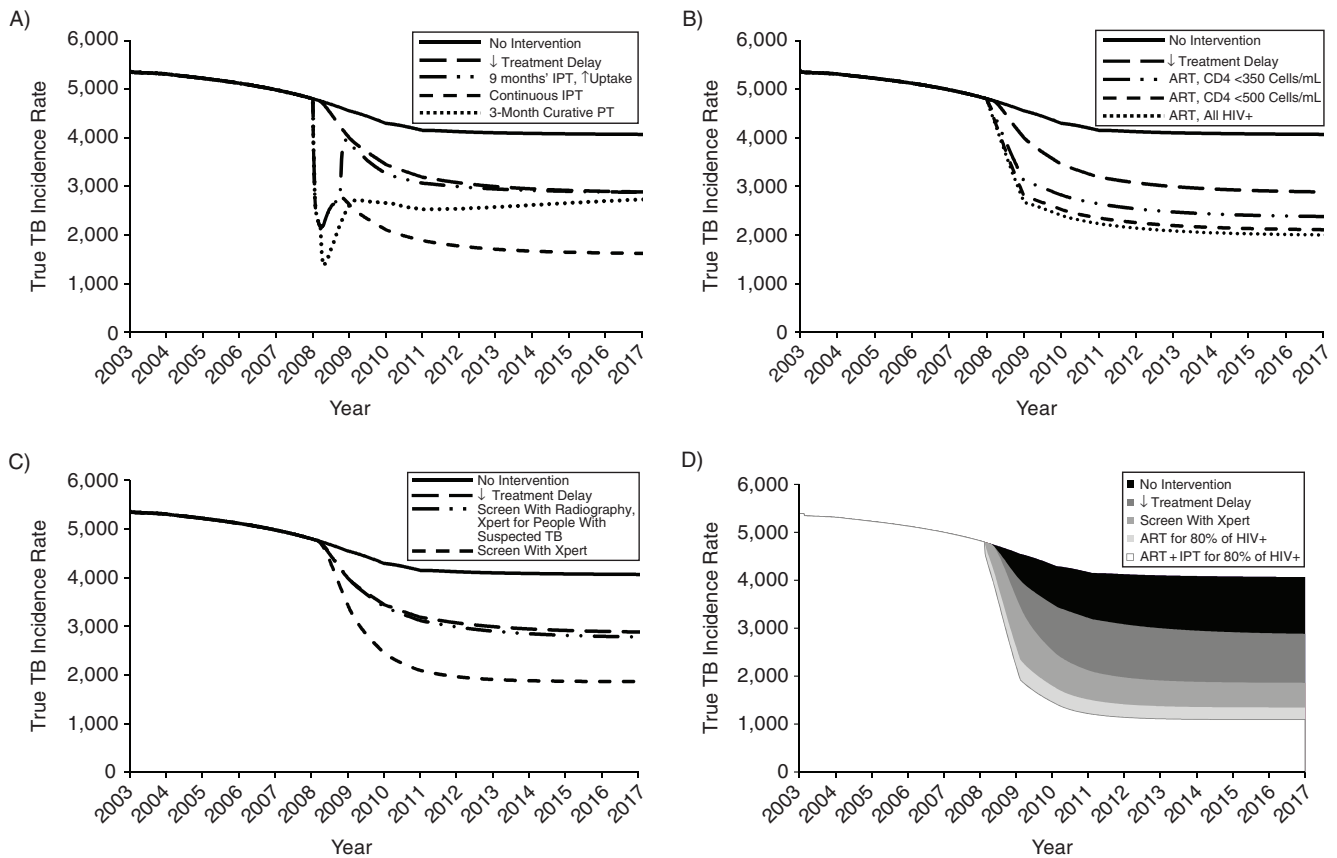 A)
6,000
5,000
4,000
3,000
2,000
1,000
0
True TB Incidence Rate
No Intervention
↓ Treatment Delay
9 months' IPT, ↑Uptake
Continuous IPT
3-Month Curative PT
2003
2004
2005
2006
2007
2008
2009
2010
2011
2012
2013
2014
2015
2016
2017
Year
B)
6,000
5,000
4,000
3,000
2,000
1,000
0
True TB Incidence Rate
No Intervention
↓ Treatment Delay
ART, CD4 <350 Cells/mL
ART, CD4 <500 Cells/mL
ART, All HIV+
2003
2004
2005
2006
2007
2008
2009
2010
2011
2012
2013
2014
2015
2016
2017
Year
C)
6,000
5,000
4,000
3,000
2,000
1,000
0
True TB Incidence Rate
No Intervention
↓ Treatment Delay
Screen With Radiography,
Xpert for People With
Suspected TB
Screen With Xpert
2003
2004
2005
2006
2007
2008
2009
2010
2011
2012
2013
2014
2015
2016
2017
Year
D)
6,000
5,000
4,000
3,000
2,000
1,000
0
True TB Incidence Rate
No Intervention
↓ Treatment Delay
Screen With Xpert
ART for 80% of HIV+
ART + IPT for 80% of HIV+
2003
2004
2005
2006
2007
2008
2009
2010
2011
2012
2013
2014
2015
2016
2017
Year